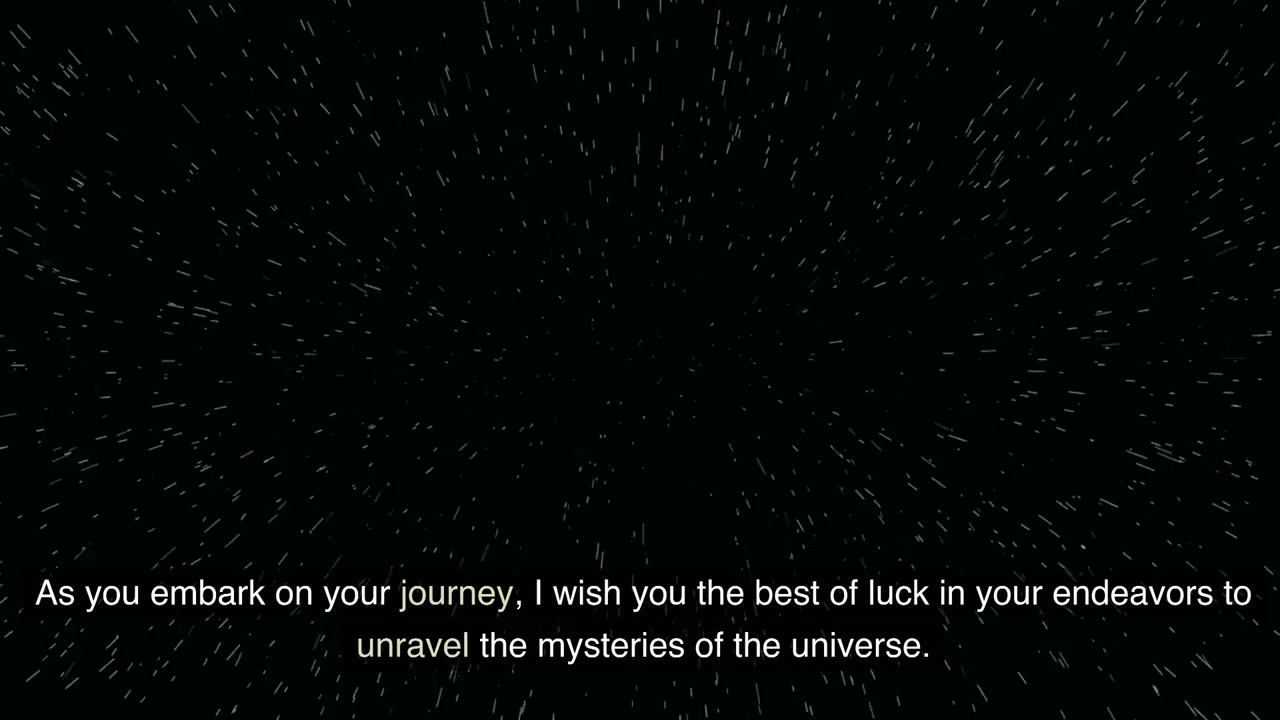 As you embark on your journey, I wish you the best of luck in your endeavors to
unravel the mysteries of the universe.